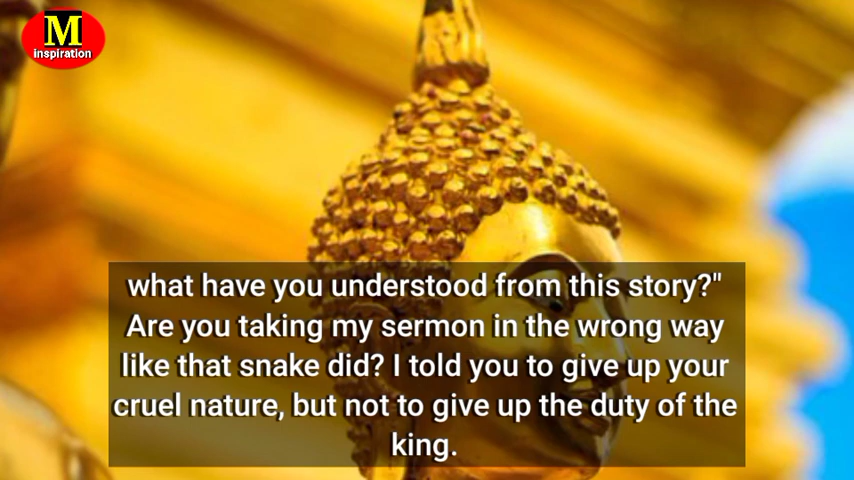 M
inspiration
what have you understood from this story?"
Are you taking my sermon in the wrong way
like that snake did? I told you to give up your
cruel nature, but not to give up the duty of the
king.